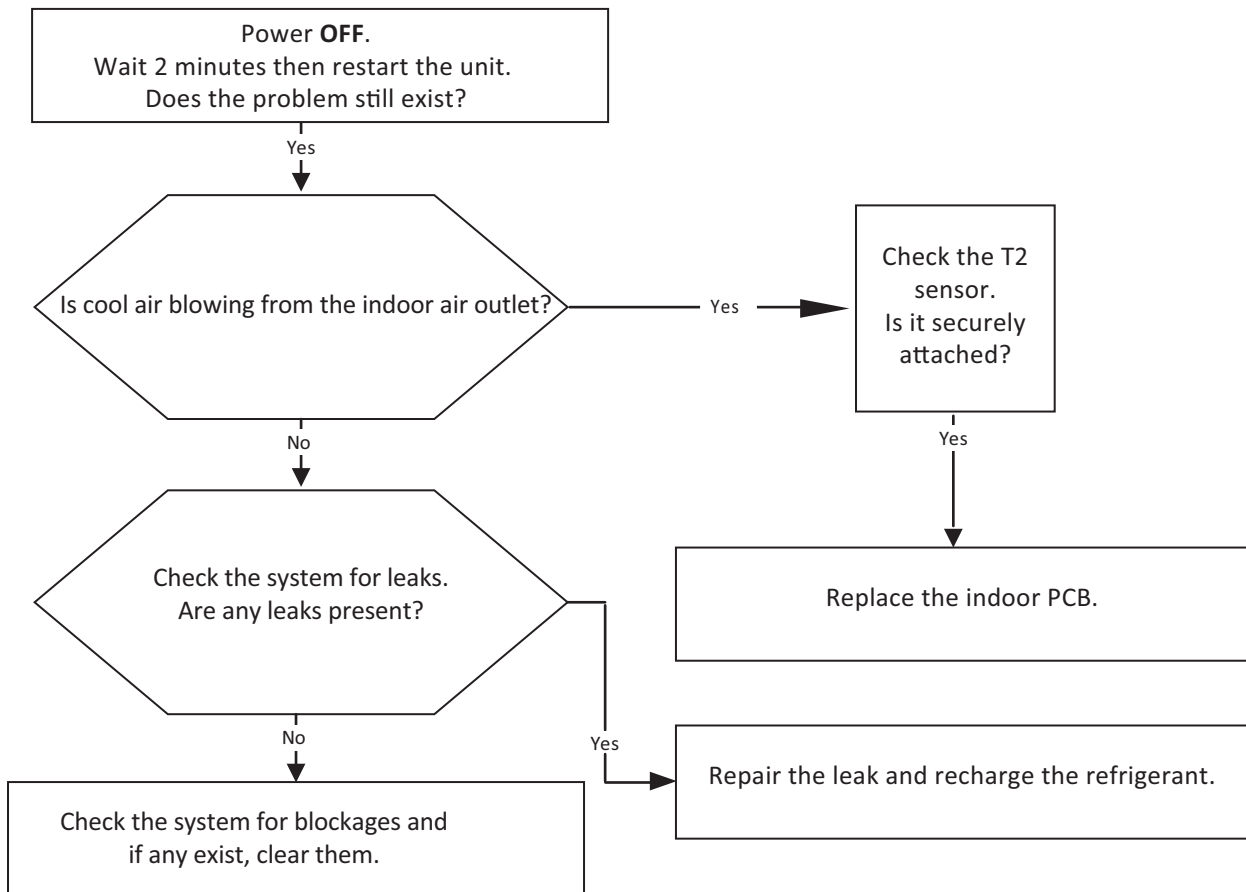 Power OFF.
Wait 2 minutes then restart the unit.
Does the problem still exist?
Yes
Is cool air blowing from the indoor air outlet?
Yes
Check the T2
sensor.
Is it securely
attached?
Yes
Replace the indoor PCB.
No
Check the system for leaks.
Are any leaks present?
Yes
Repair the leak and recharge the refrigerant.
No
Check the system for blockages and
if any exist, clear them.